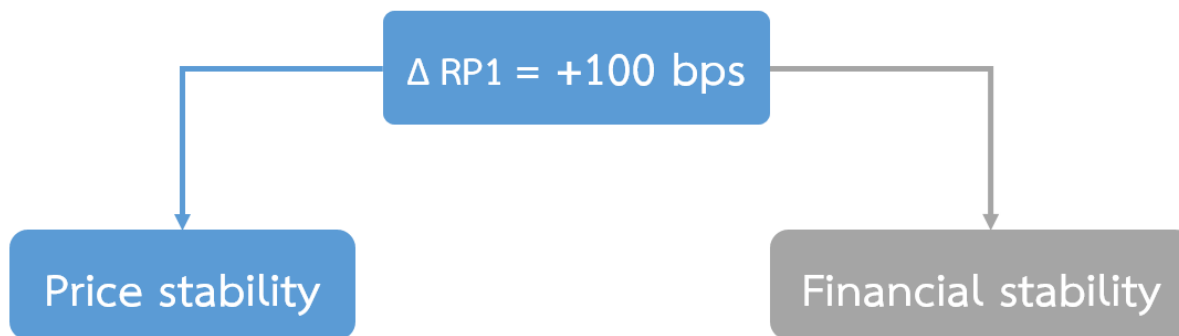 Δ RP1 = +100 bps
Price stability
Financial stability